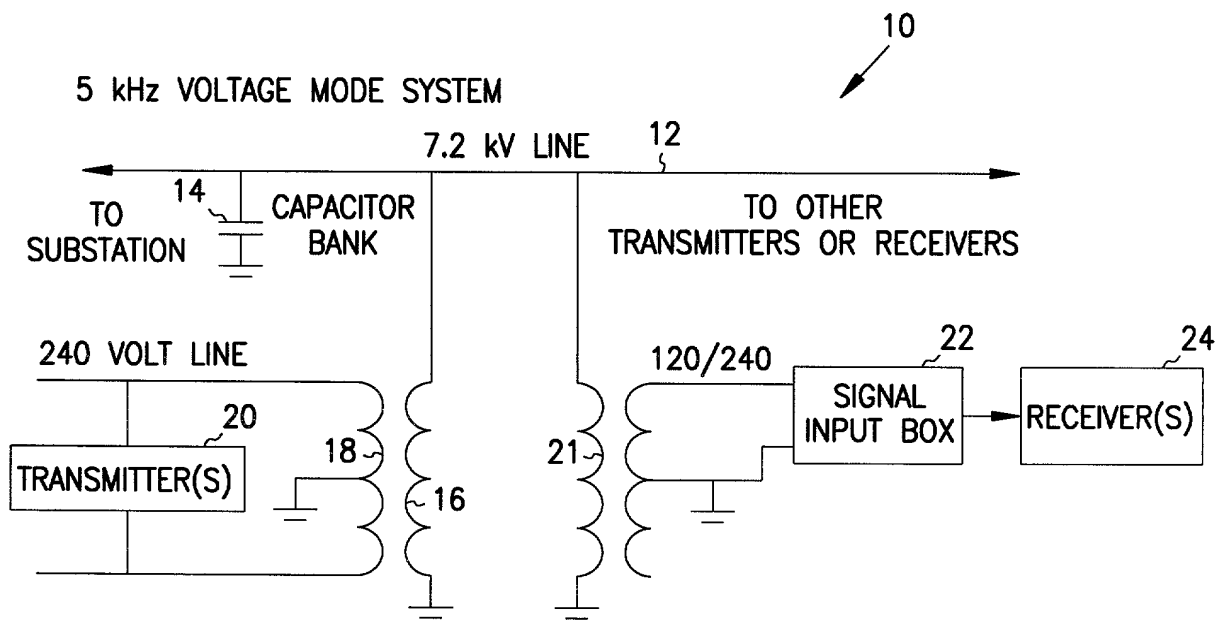 10
5 kHz VOLTAGE MODE SYSTEM
7.2 kV LINE
12
14
TO
SUBSTATION
CAPACITOR
BANK
TO OTHER
TRANSMITTERS OR RECEIVERS
240 VOLT LINE
120/240
22
24
20
TRANSMITTER(S)
18
16
21
SIGNAL
INPUT BOX
RECEIVER(S)